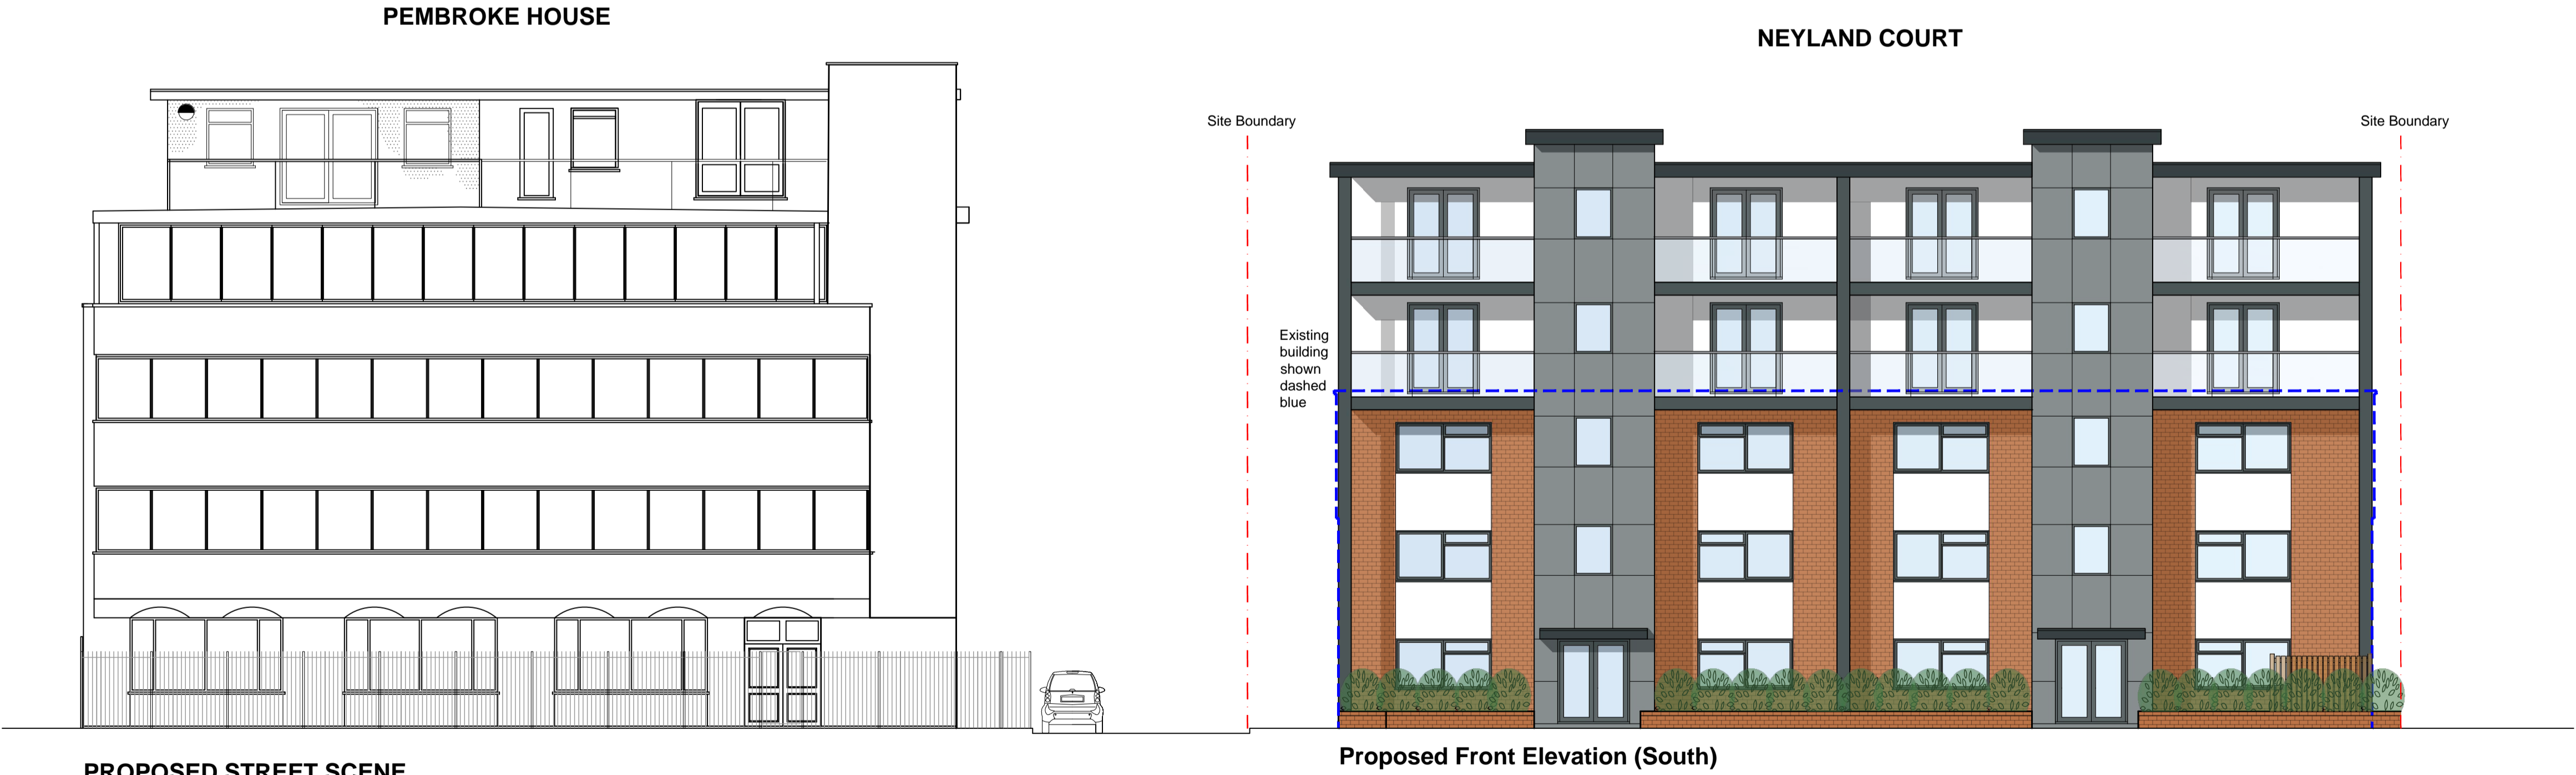 PEMBROKE HOUSE
NEYLAND COURT
Site Boundary
Site Boundary
Existing
building
shown
dashed
blue
Proposed Front Elevation (South)
PROPOSED STREET SCENE